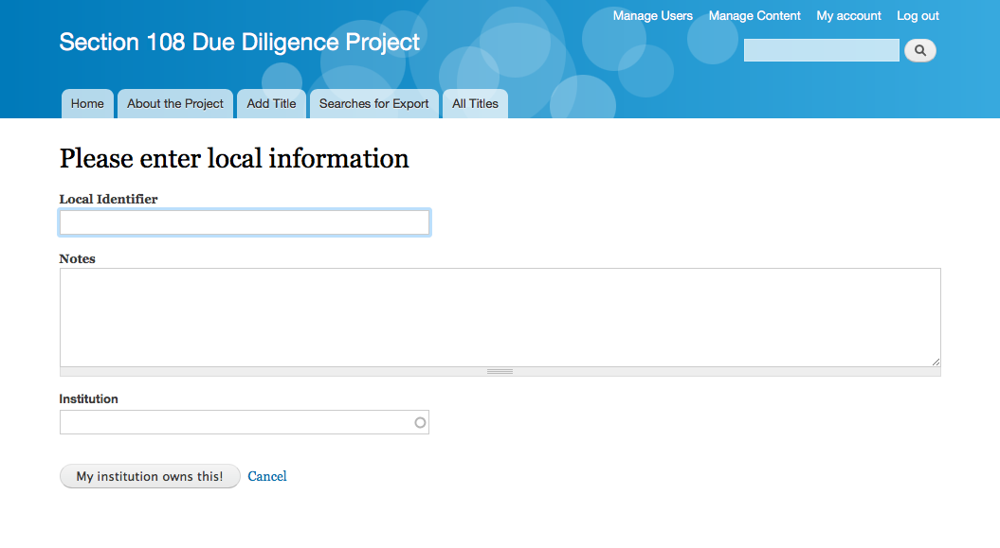 Manage Users Manage Content My account Log out
Section 108 Due Diligence Project
Home About the Project Add Title Searches for Export All Titles
Please enter local information
Local Identifier
Notes
Institution
My institution owns this! Cancel